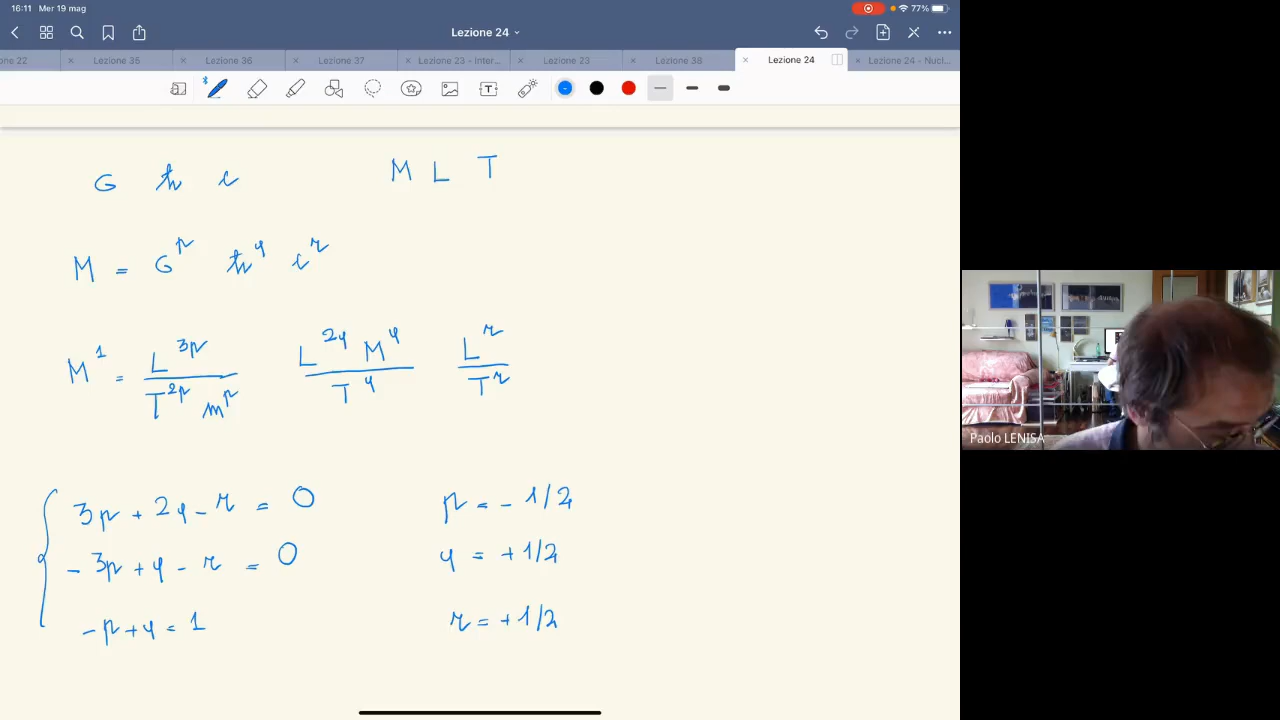 16:11 Mer 19 mag
77%
Lezione 24
22
Lezione 35
Lezione 36
Lezione 37
Lezione 23 - Inter...
Lezione 23
Lezione 38
Lezione 24
Lezione 24 - Nucl...
G ħ c M L T
M = G^p ħ^q c^r
M^1 = L^3p / T^2p m^p L^2q M^q / T^q L^r / T^r
3p + 2q - r = 0 p = - 1/2
- 3p + q - r = 0 q = + 1/2
- p + q = 1 r = + 1/2
Paolo LENISA